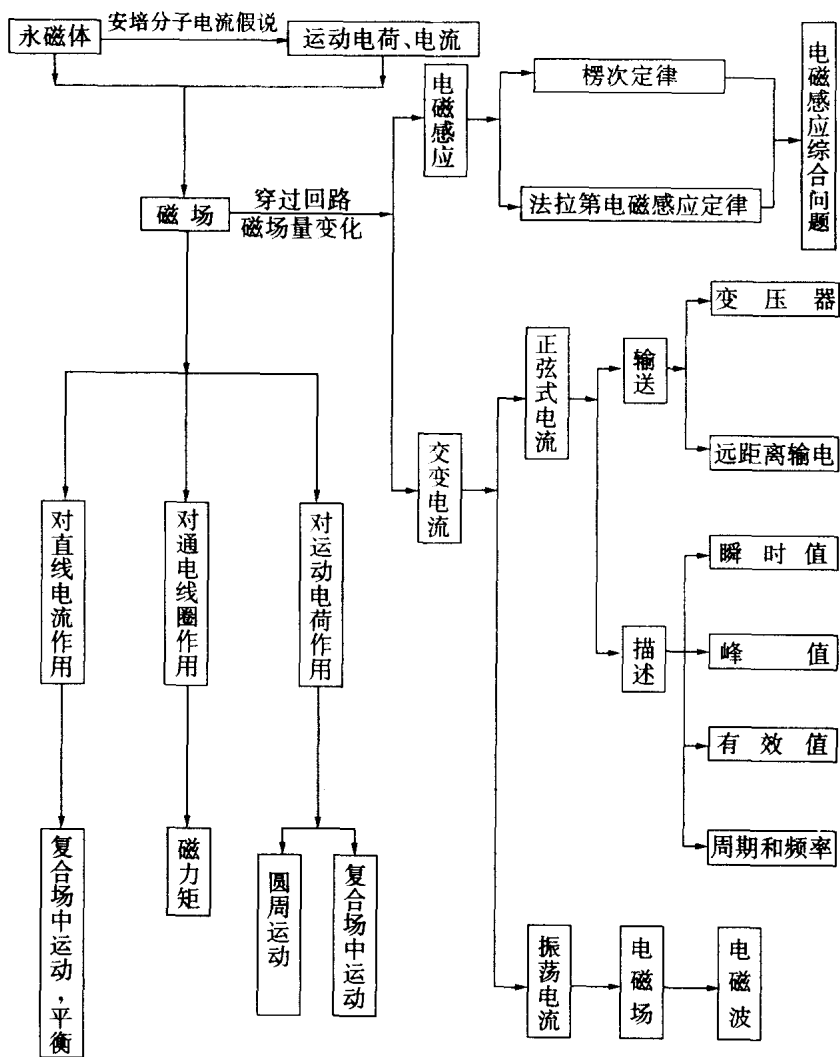 永磁体
安培分子电流假说
运动电荷、电流
磁场
穿过回路
磁场量变化
电磁感应
楞次定律
法拉第电磁感应定律
电磁感应综合问题
交变电流
正弦式电流
输送
变压器
远距离输电
描述
瞬时值
峰值
有效值
周期和频率
振荡电流
电磁场
电磁波
对直线电流作用
对通电线圈作用
对运动电荷作用
复合场中运动,平衡
磁力矩
圆周运动
复合场中运动